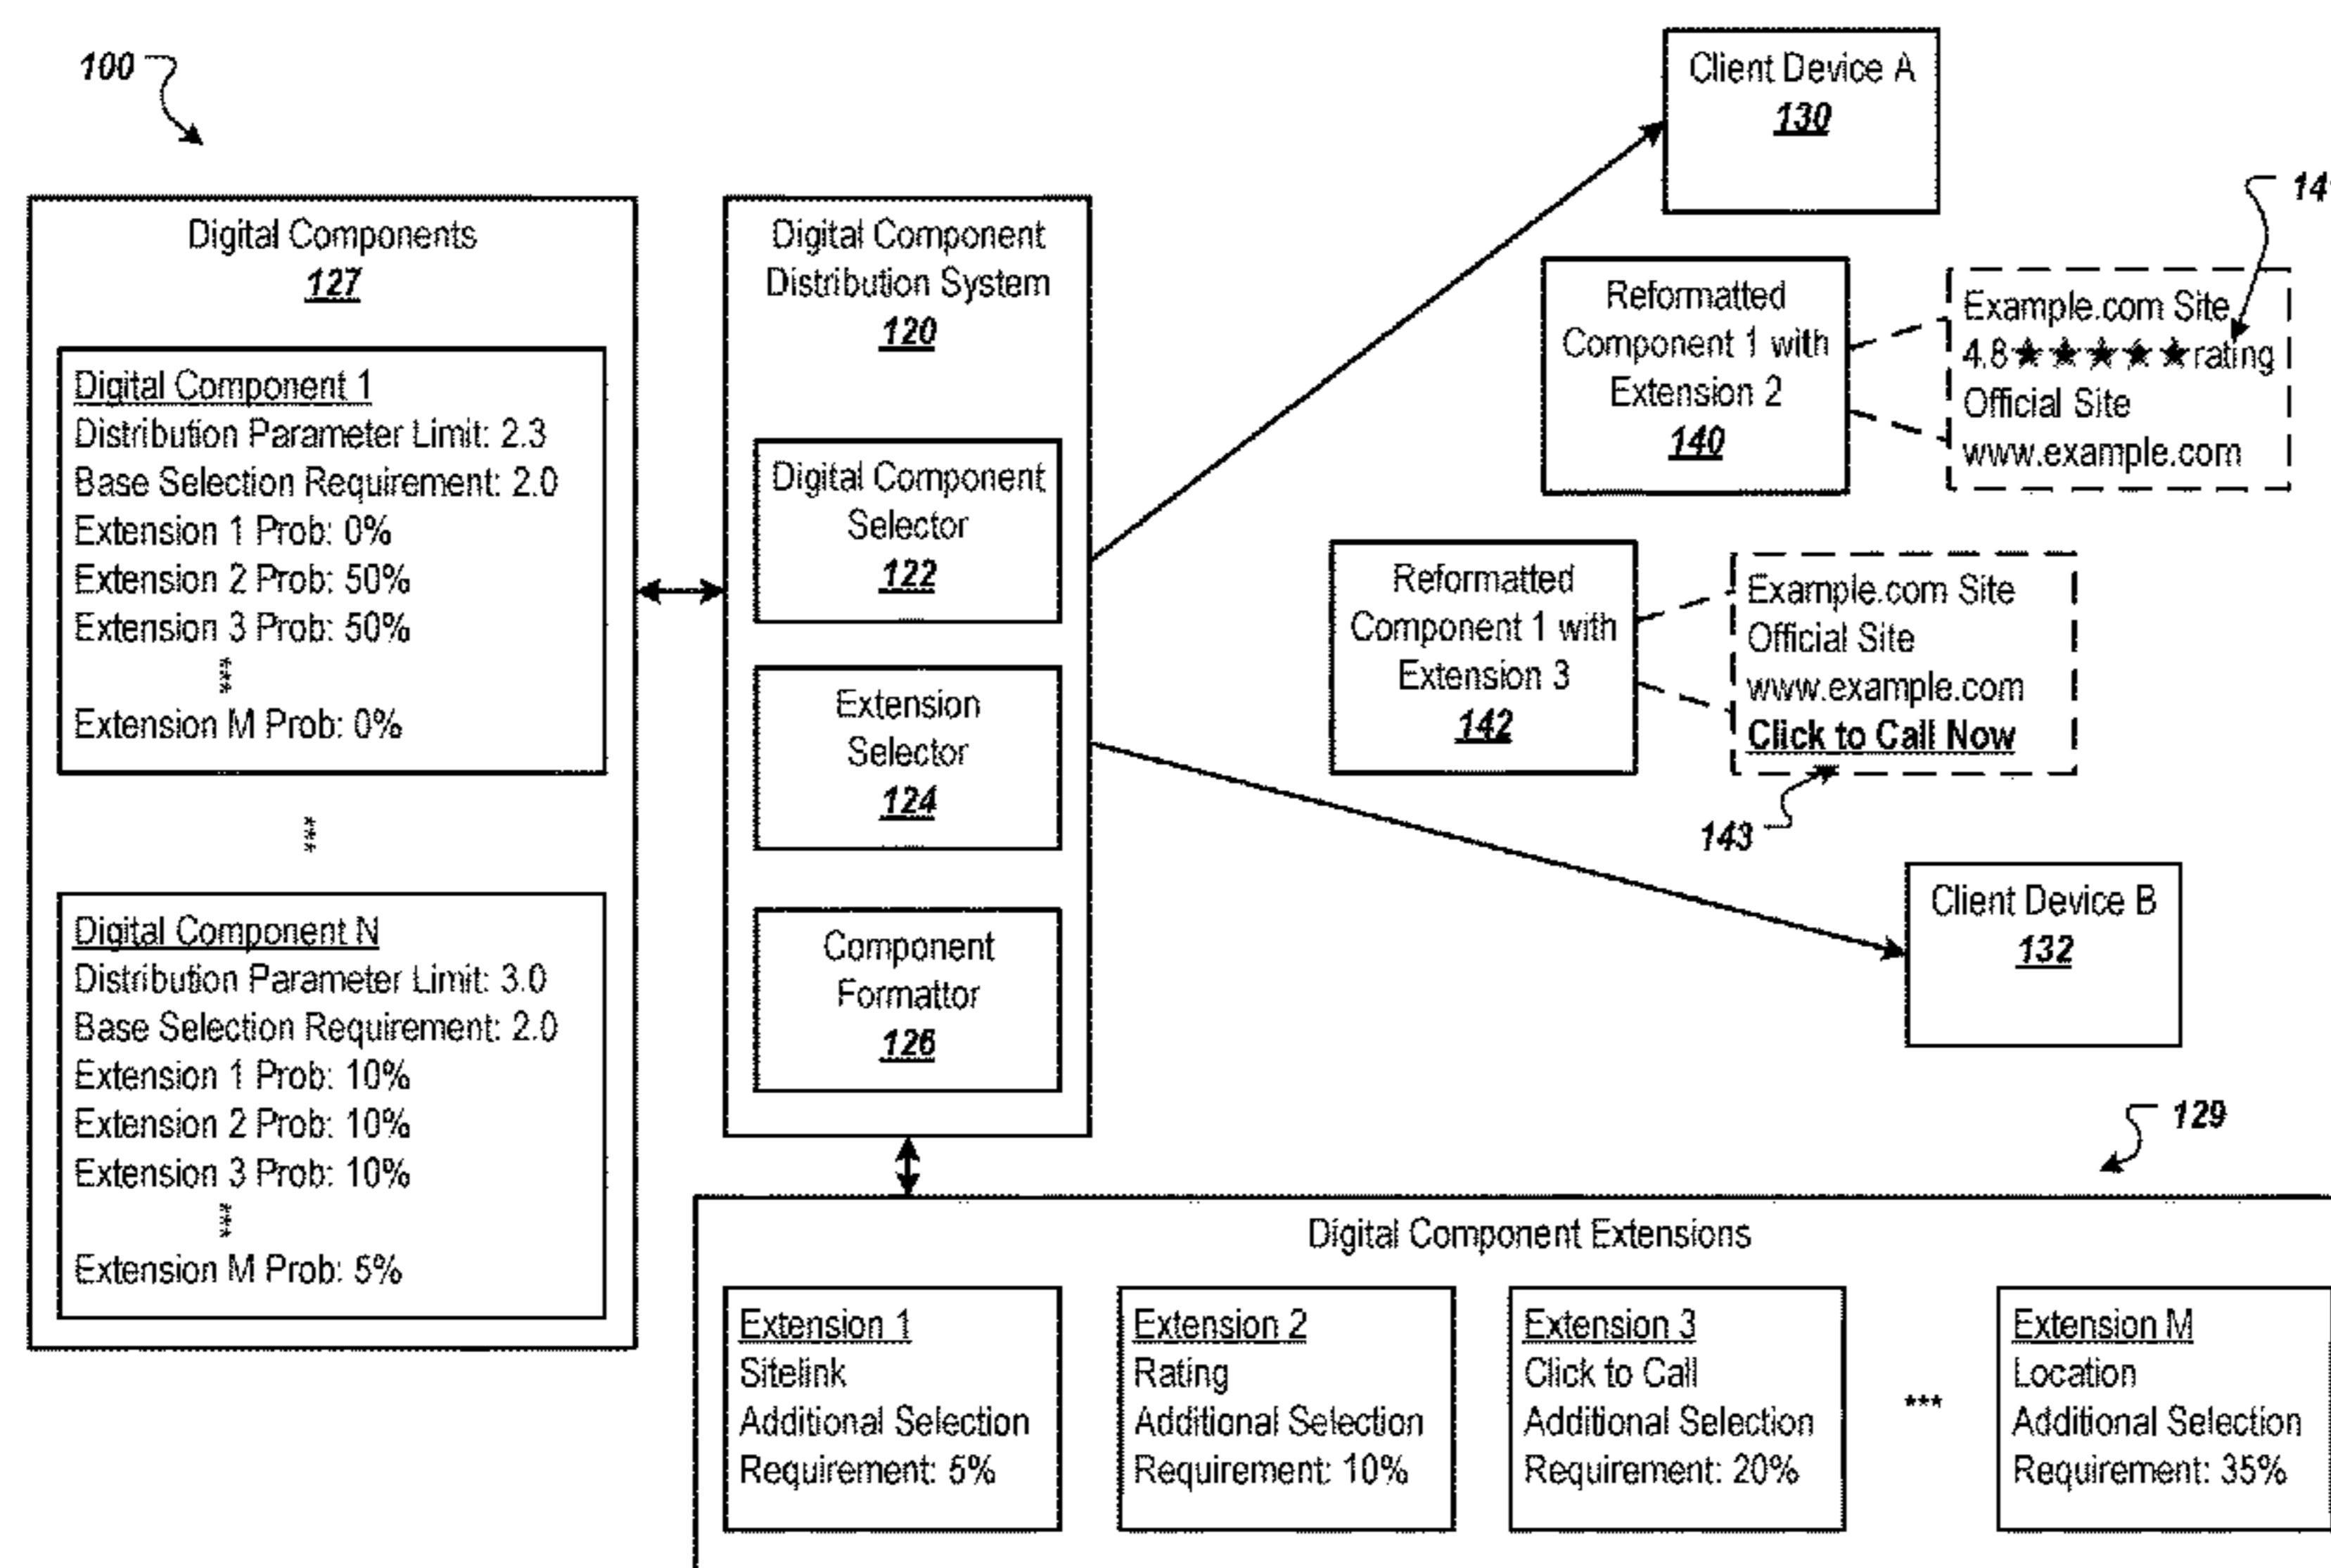 100
Digital Components
127
Digital Component 1
Distribution Parameter Limit: 2.3
Base Selection Requirement: 2.0
Extension 1 Prob: 0%
Extension 2 Prob: 50%
Extension 3 Prob: 50%
***
Extension M Prob: 0%
***
Digital Component N
Distribution Parameter Limit: 3.0
Base Selection Requirement: 2.0
Extension 1 Prob: 10%
Extension 2 Prob: 10%
Extension 3 Prob: 10%
***
Extension M Prob: 5%
Digital Component
Distribution System
120
Digital Component
Selector
122
Extension
Selector
124
Component
Formattor
126
Client Device A
130
Reformatted
Component 1 with
Extension 2
140
Example.com Site
4.8★★★★★rating
Official Site
www.example.com
Reformatted
Component 1 with
Extension 3
142
Example.com Site
Official Site
www.example.com
Click to Call Now
143
Client Device B
132
129
Digital Component Extensions
Extension 1
Sitelink
Additional Selection
Requirement: 5%
Extension 2
Rating
Additional Selection
Requirement: 10%
Extension 3
Click to Call
Additional Selection
Requirement: 20%
***
Extension M
Location
Additional Selection
Requirement: 35%